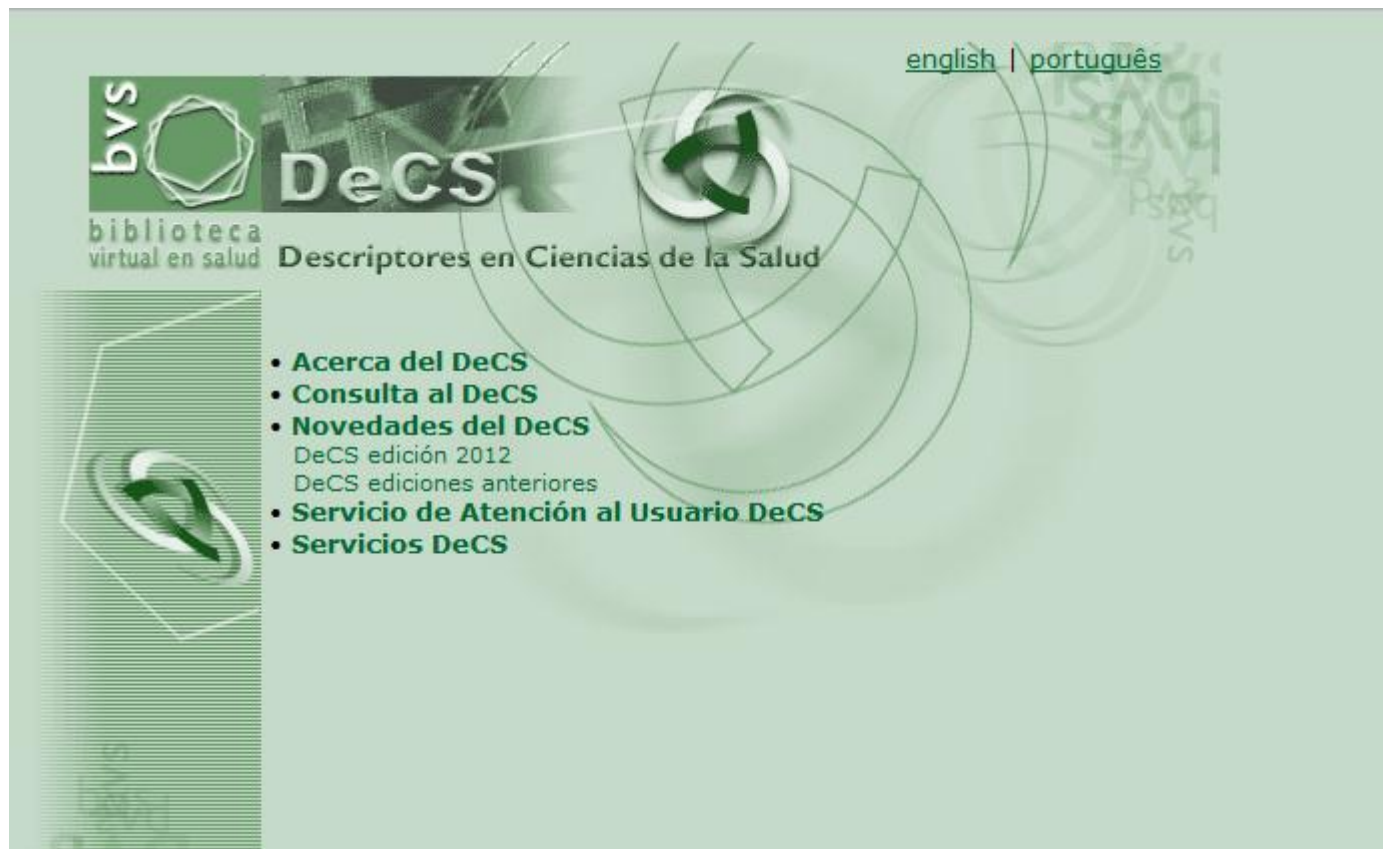 english | português
bvs
DeCS
biblioteca
virtual en salud
Descriptores en Ciencias de la Salud
• Acerca del DeCS
• Consulta al DeCS
• Novedades del DeCS
DeCS edición 2012
DeCS ediciones anteriores
• Servicio de Atención al Usuario DeCS
• Servicios DeCS